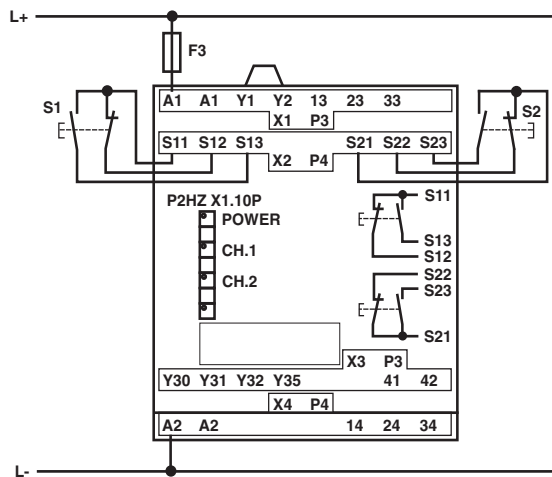 L+
F3
S1
A1 A1 Y1 Y2 13 23 33
S2
X1 P3
S11 S12 S13 S21 S22 S23
X2 P4
P2HZ X1.10P
POWER
CH.1
CH.2
S11
S13
S12
S22
S23
S21
X3 P3
Y30 Y31 Y32 Y35 41 42
X4 P4
A2 A2 14 24 34
L-